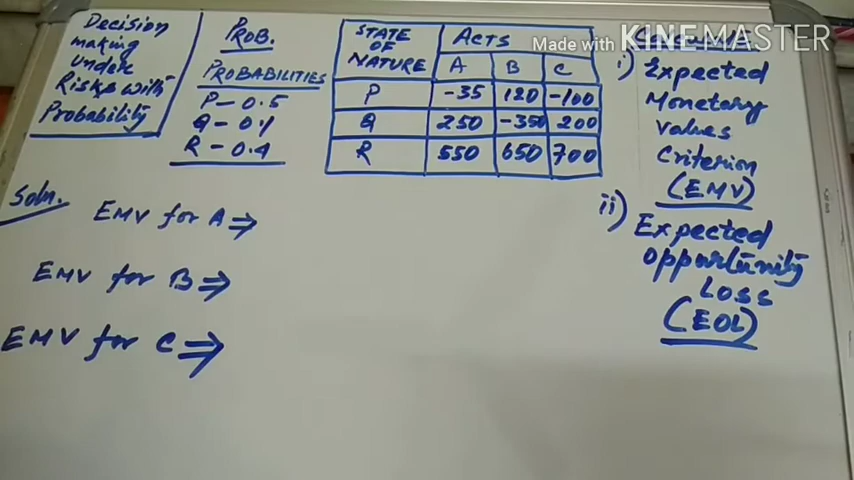 Decision
making
under
Risks with
Probability
PROB.
PROBABILITIES
P - 0.5
Q - 0.1
R - 0.4
STATE OF NATURE ACTS
A B C
P -35 120 -100
Q 250 -350 200
R 550 650 700
Made with KINEMASTER
i) Expected
Monetary
Values
Criterion
(EMV)
ii) Expected
opportunity
Loss
(EOL)
Soln.
EMV for A ⇒
EMV for B ⇒
EMV for C ⇒